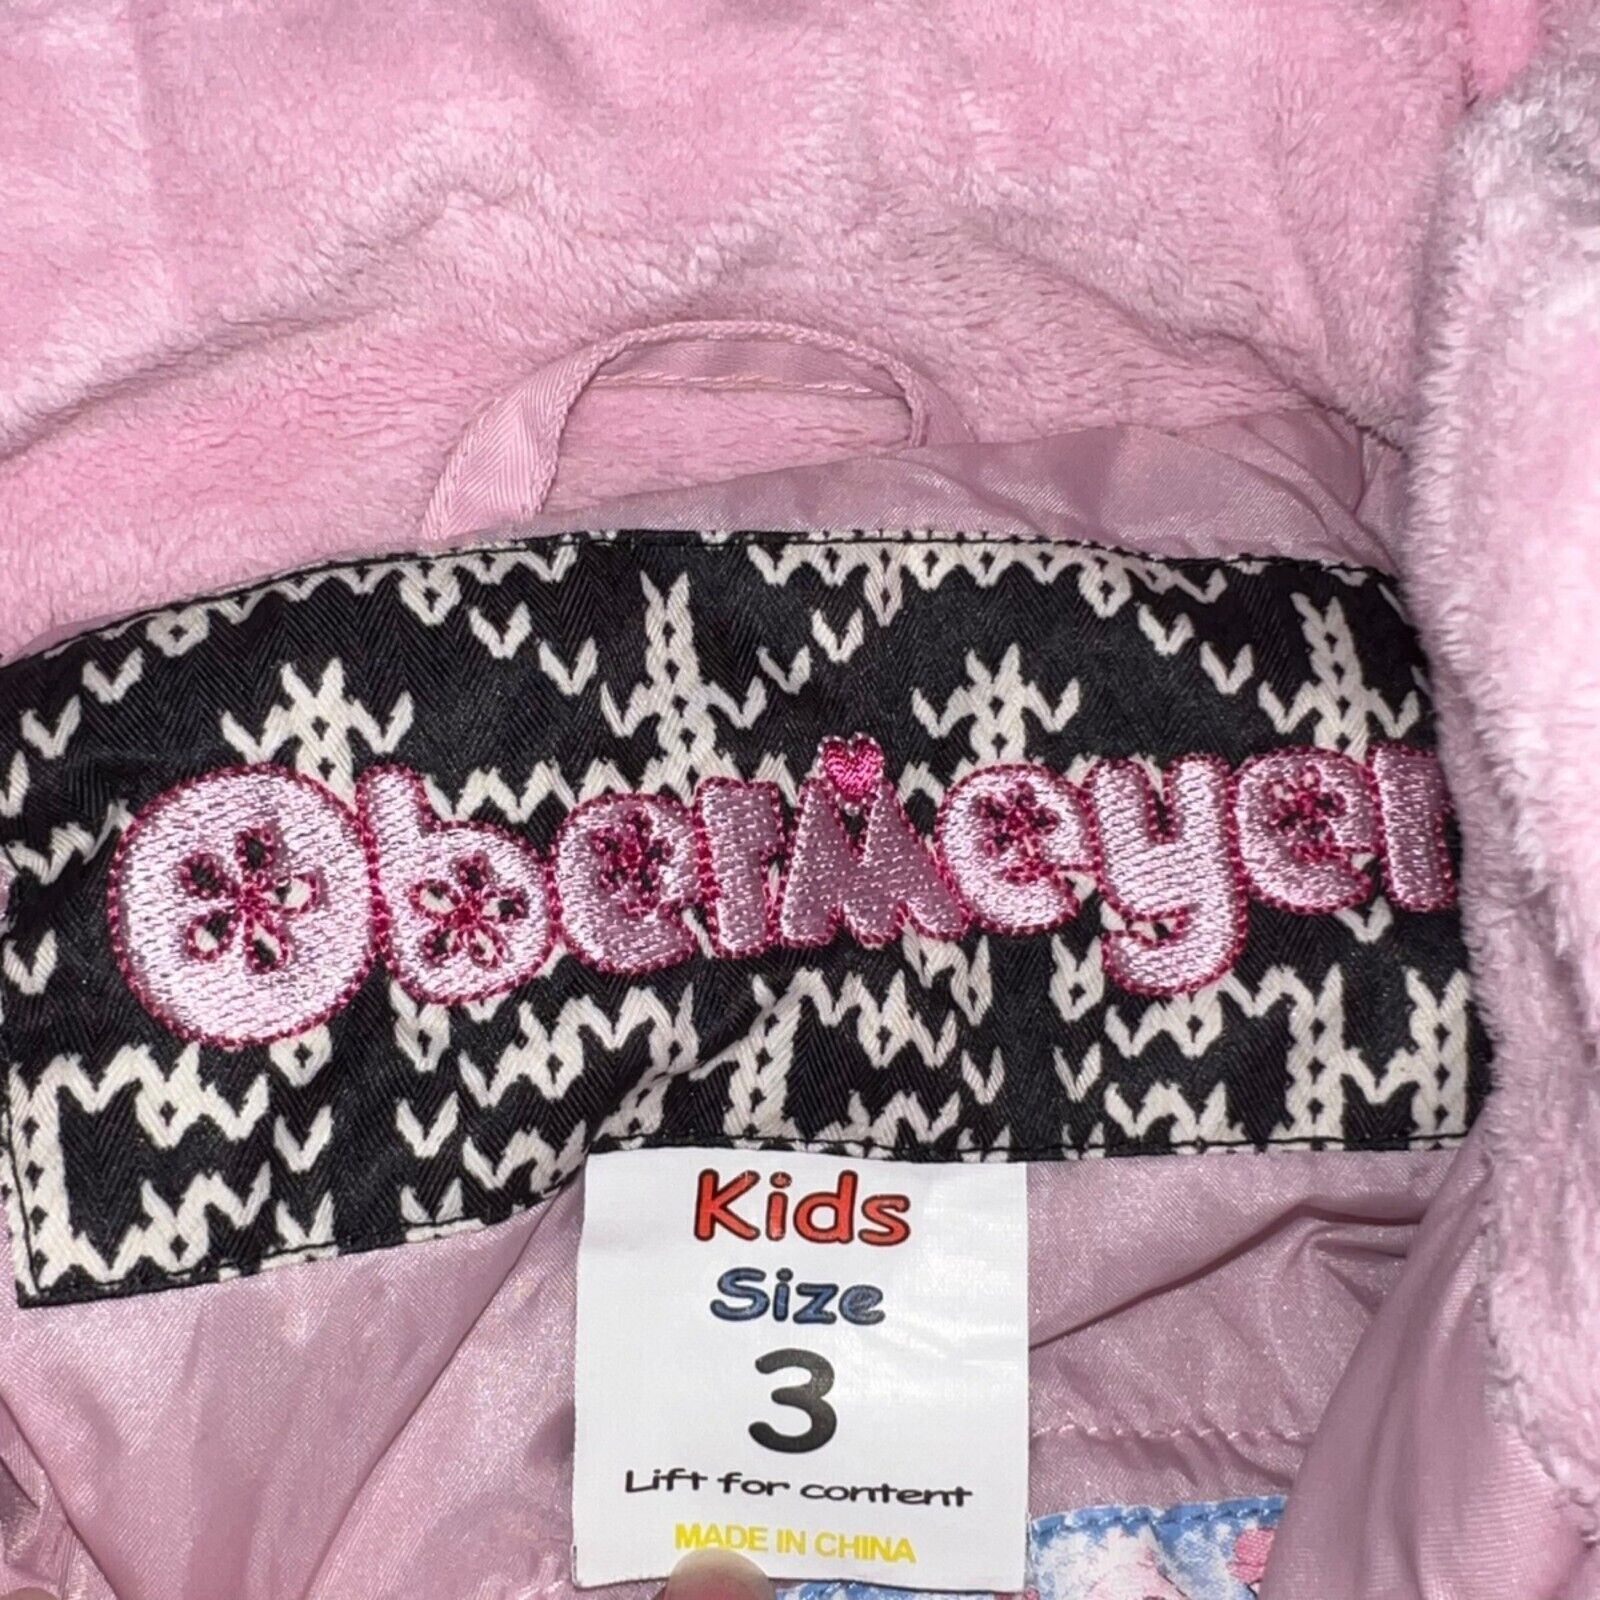 Obermeyer
Kids
Size
3
Lift for content
MADE IN CHINA